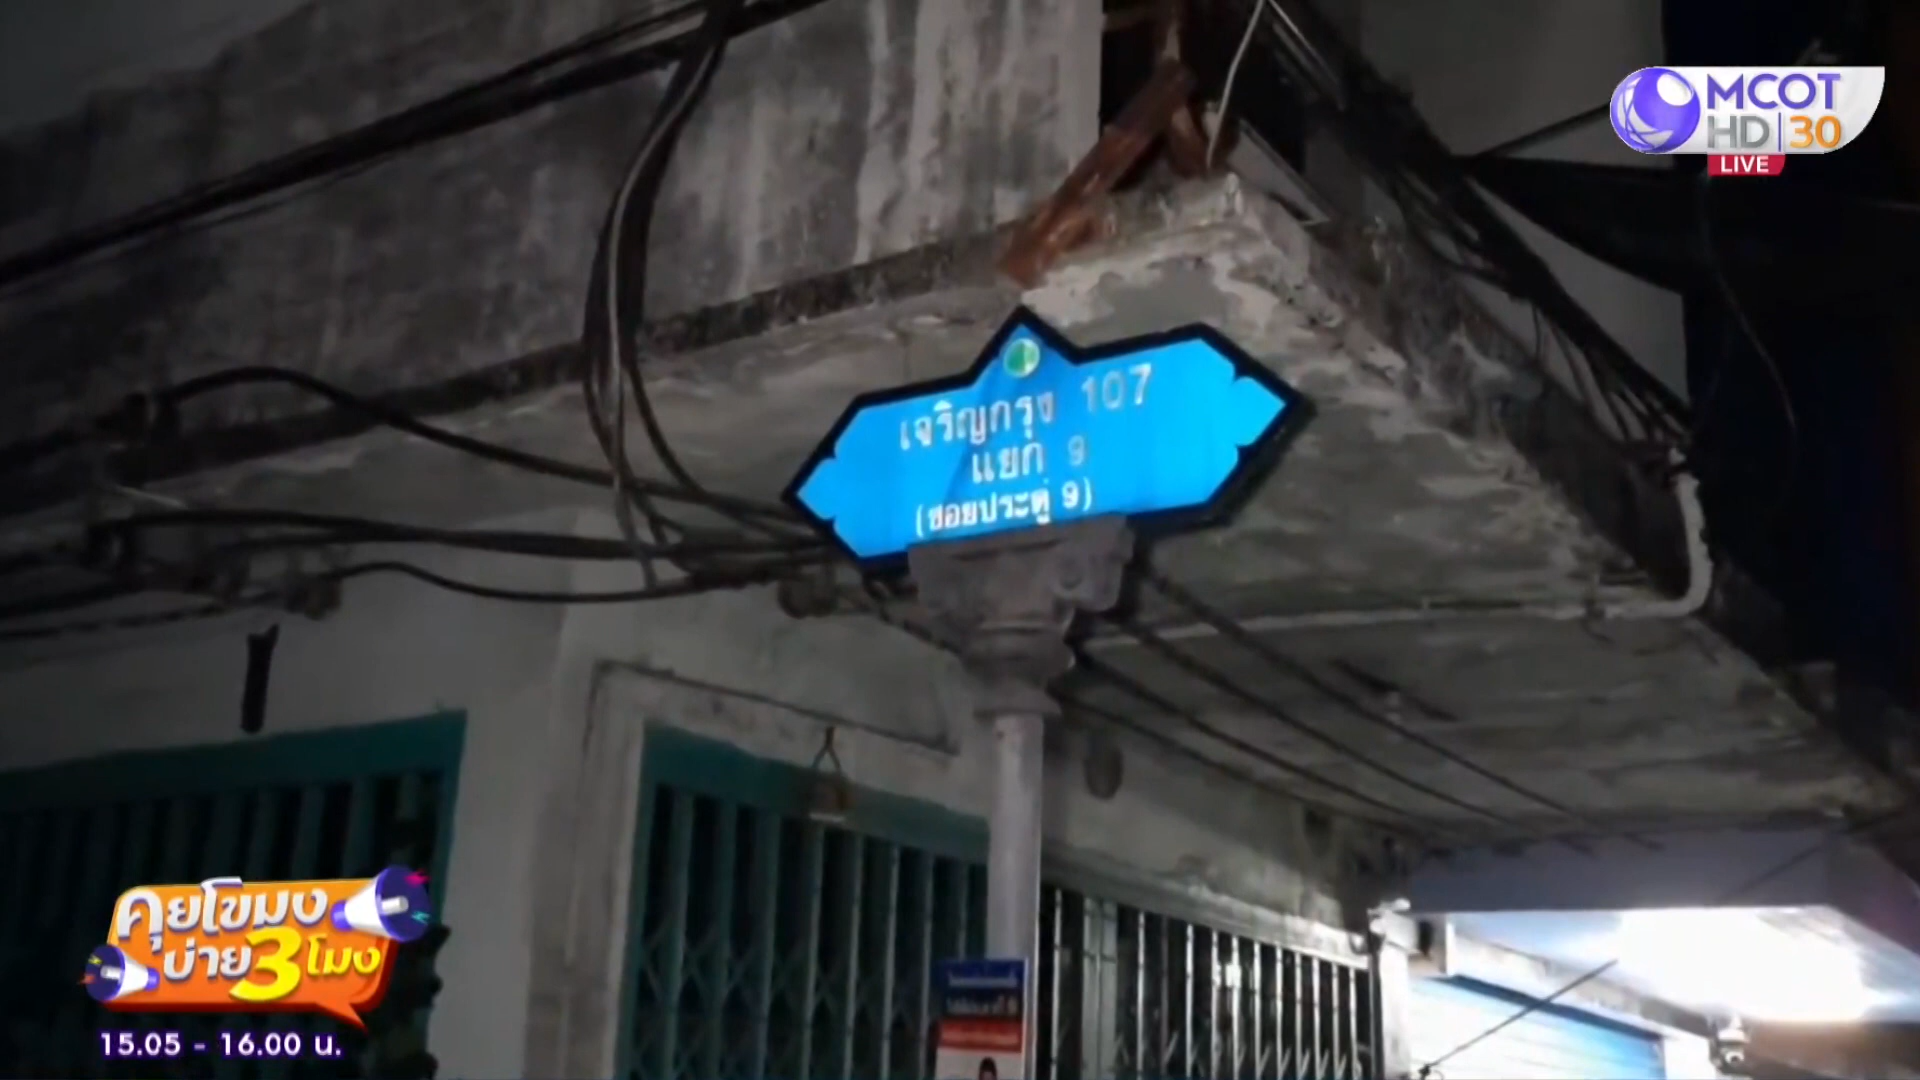 MCOT
HD 30
LIVE
เจริญกรุง 107
แยก 9
(ซอยประตู 9)
คุยโขมง
บ่าย 3 โมง
15.05 - 16.00 น.